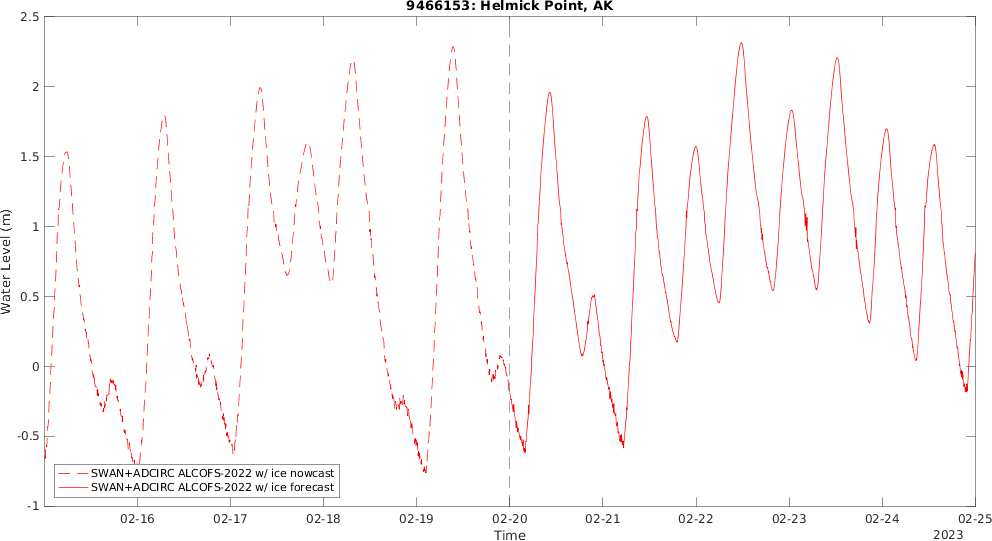 9466153: Helmick Point, AK
2.5
2
1.5
1
0.5
0
-0.5
-1
Water Level (m)
SWAN+ADCIRC ALCOFS-2022 w/ ice nowcast
SWAN+ADCIRC ALCOFS-2022 w/ ice forecast
02-16 02-17 02-18 02-19 02-20 02-21 02-22 02-23 02-24 02-25
Time
2023